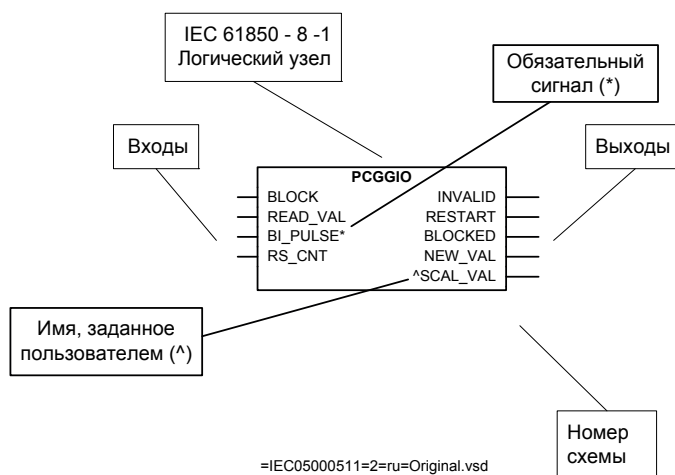 IEC 61850 - 8 -1
Логический узел
Обязательный
сигнал (*)
Входы
Выходы
PCGGIO
BLOCK
READ_VAL
BI_PULSE*
RS_CNT
INVALID
RESTART
BLOCKED
NEW_VAL
^SCAL_VAL
Имя, заданное
пользователем (^)
Номер
схемы
=IEC05000511=2=ru=Original.vsd